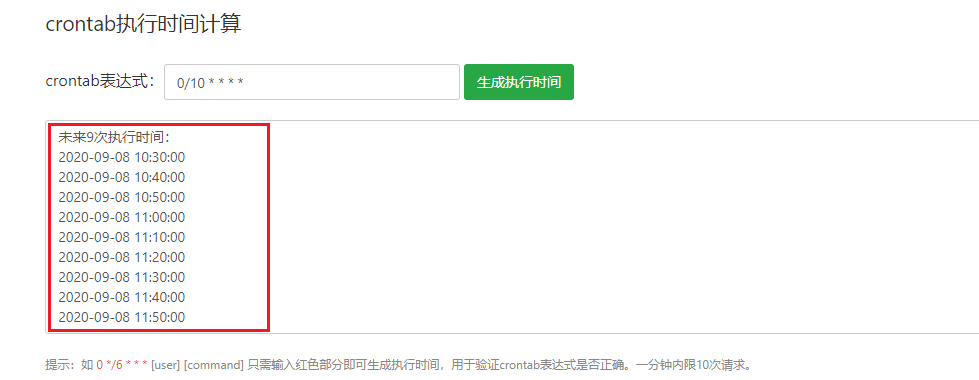 crontab执行时间计算
crontab表达式： 0/10 * * * * 生成执行时间
未来9次执行时间：
2020-09-08 10:30:00
2020-09-08 10:40:00
2020-09-08 10:50:00
2020-09-08 11:00:00
2020-09-08 11:10:00
2020-09-08 11:20:00
2020-09-08 11:30:00
2020-09-08 11:40:00
2020-09-08 11:50:00
提示：如 0 */6 * * * [user] [command] 只需输入红色部分即可生成执行时间，用于验证crontab表达式是否正确。一分钟内限10次请求。